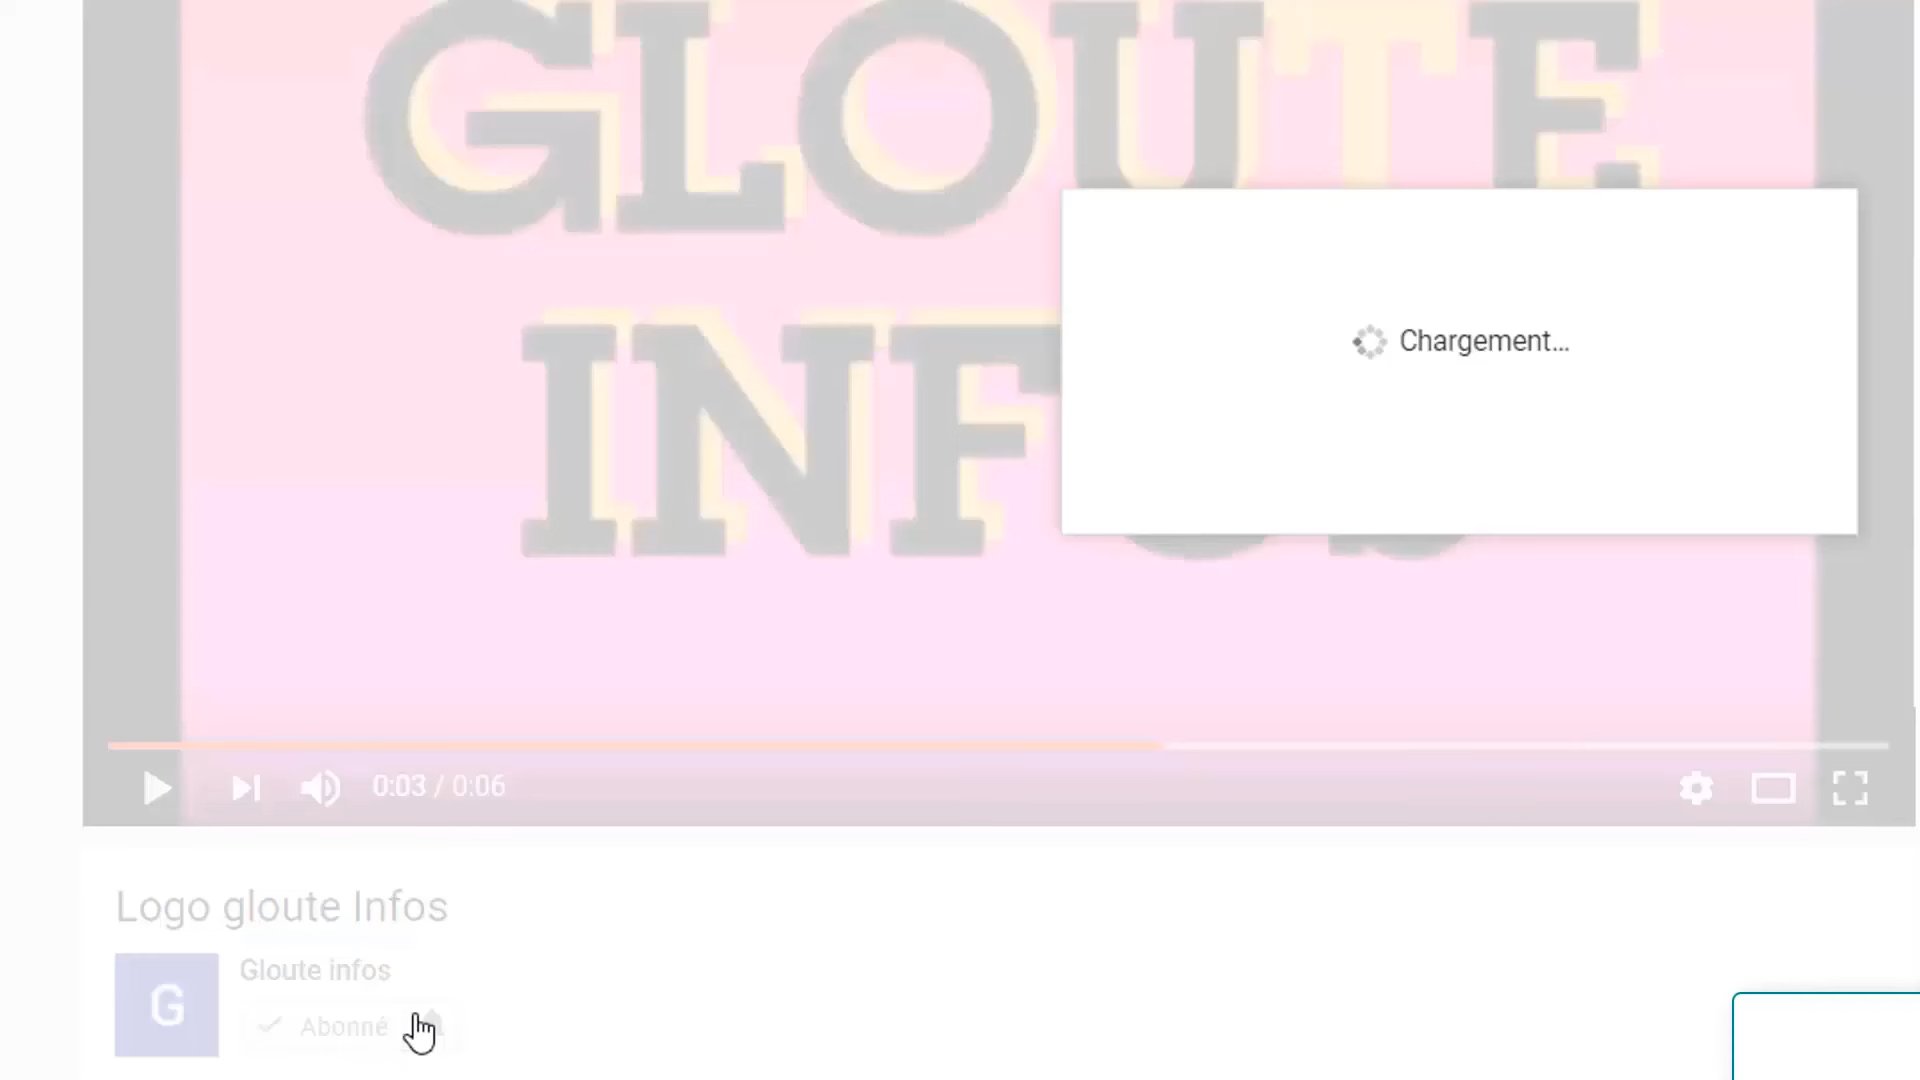 GLOUTE
INF
Chargement...
0:03 / 0:06
Logo gloute Infos
G
Gloute infos
Abonné